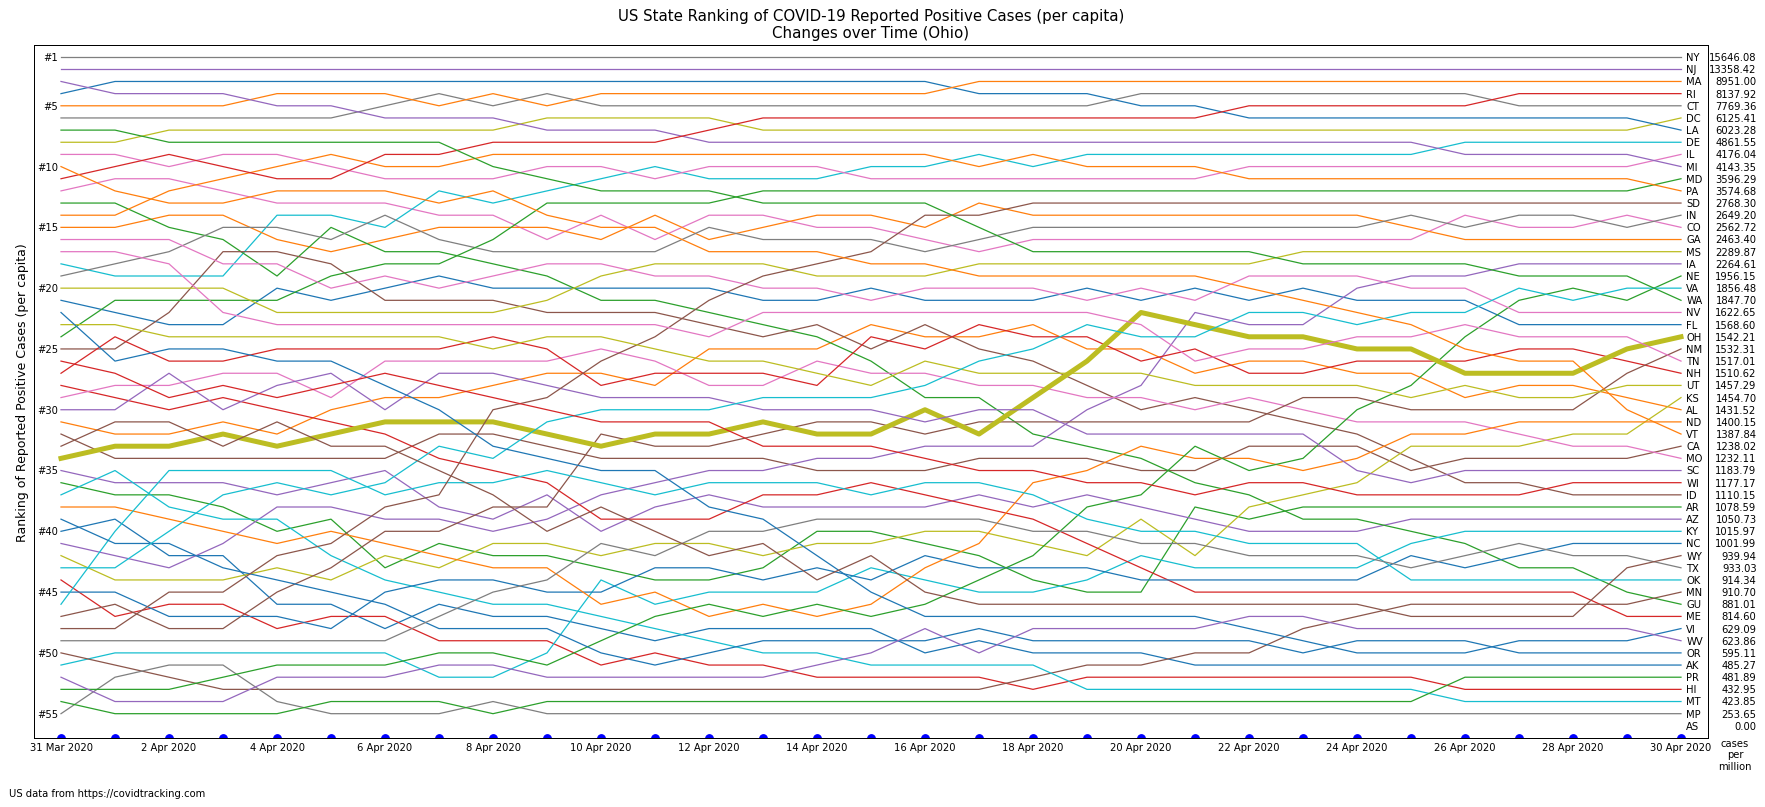 US State Ranking of COVID-19 Reported Positive Cases (per capita)
Changes over Time (Ohio)
Ranking of Reported Positive Cases (per capita)
#1
#5
#10
#15
#20
#25
#30
#35
#40
#45
#50
#55
NY 15646.08
NJ 13358.42
MA 8951.00
RI 8137.92
CT 7769.36
DC 6125.41
LA 6023.28
DE 4861.55
IL 4176.04
MI 4143.35
MD 3596.29
PA 3574.68
SD 2768.30
IN 2649.20
CO 2562.72
GA 2463.40
MS 2289.87
IA 2264.61
NE 1956.15
VA 1856.48
WA 1847.70
NV 1622.65
FL 1568.60
OH 1542.21
NM 1532.31
TN 1517.01
NH 1510.62
UT 1457.29
KS 1454.70
AL 1431.52
ND 1400.15
VT 1387.84
CA 1238.02
MO 1232.11
SC 1183.79
WI 1177.17
ID 1110.15
AR 1078.59
AZ 1050.73
KY 1015.97
NC 1001.99
WY 939.94
TX 933.03
OK 914.34
MN 910.70
GU 881.01
ME 814.60
VI 629.09
WV 623.86
OR 595.11
AK 485.27
PR 481.89
HI 432.95
MT 423.85
MP 253.65
AS 0.00
31 Mar 2020 2 Apr 2020 4 Apr 2020 6 Apr 2020 8 Apr 2020 10 Apr 2020 12 Apr 2020 14 Apr 2020 16 Apr 2020 18 Apr 2020 20 Apr 2020 22 Apr 2020 24 Apr 2020 26 Apr 2020 28 Apr 2020 30 Apr 2020
cases
per
million
US data from https://covidtracking.com